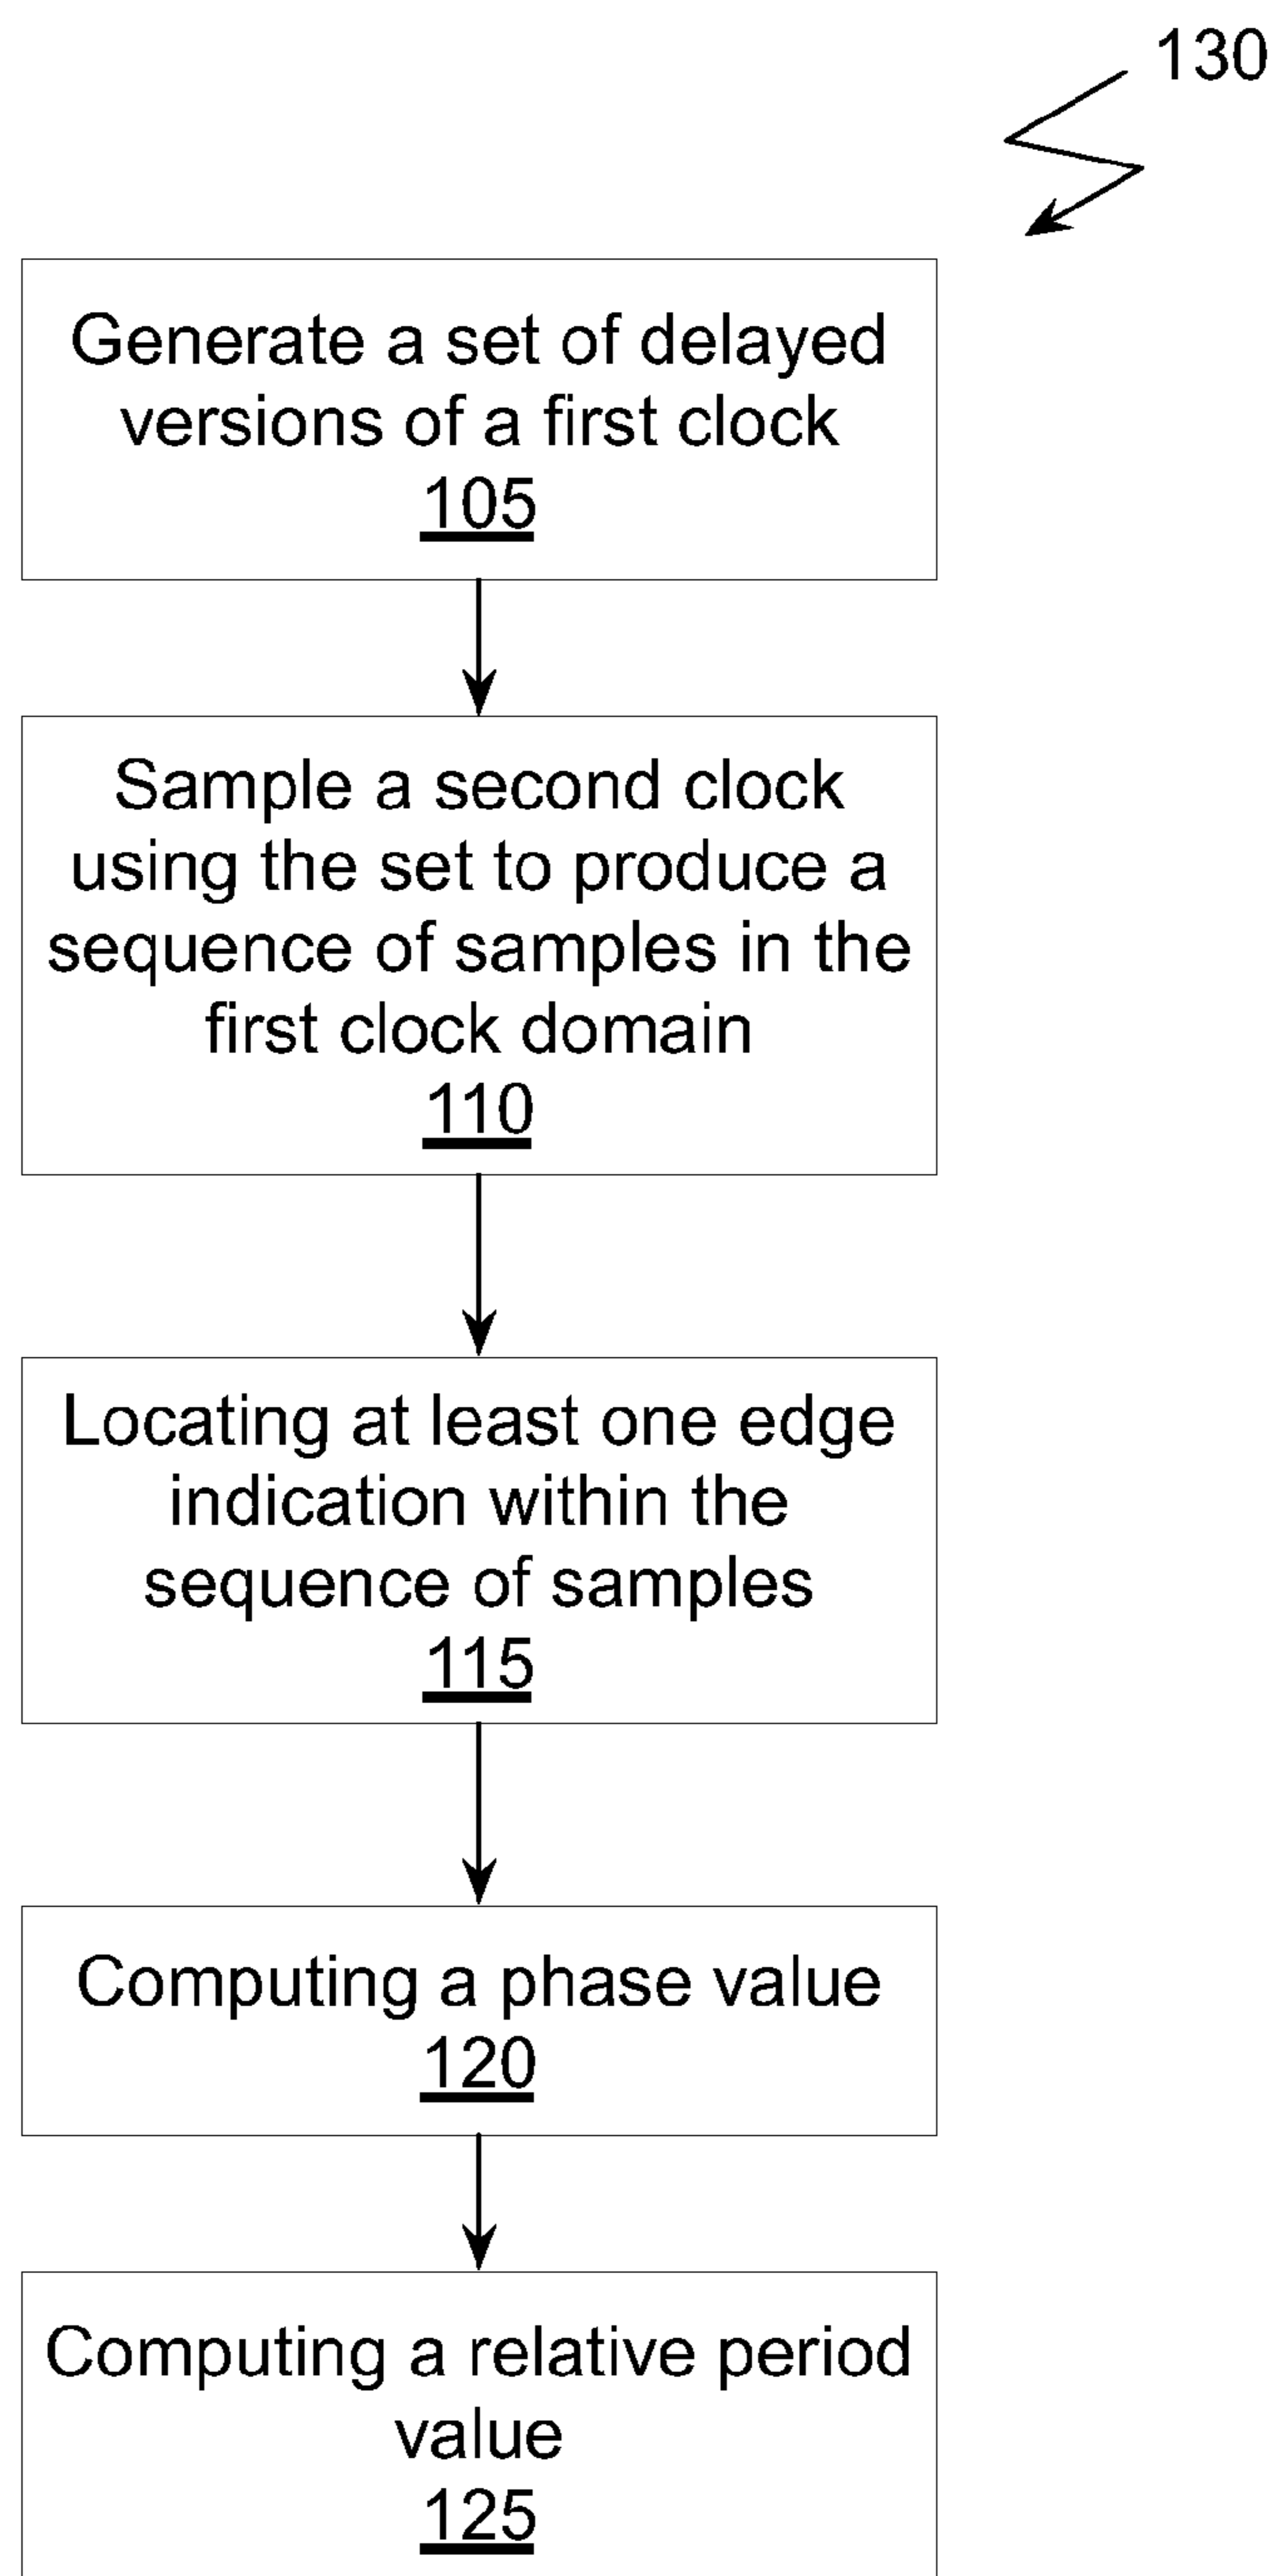 130
Generate a set of delayed
versions of a first clock
105
Sample a second clock
using the set to produce a
sequence of samples in the
first clock domain
110
Locating at least one edge
indication within the
sequence of samples
115
Computing a phase value
120
Computing a relative period
value
125